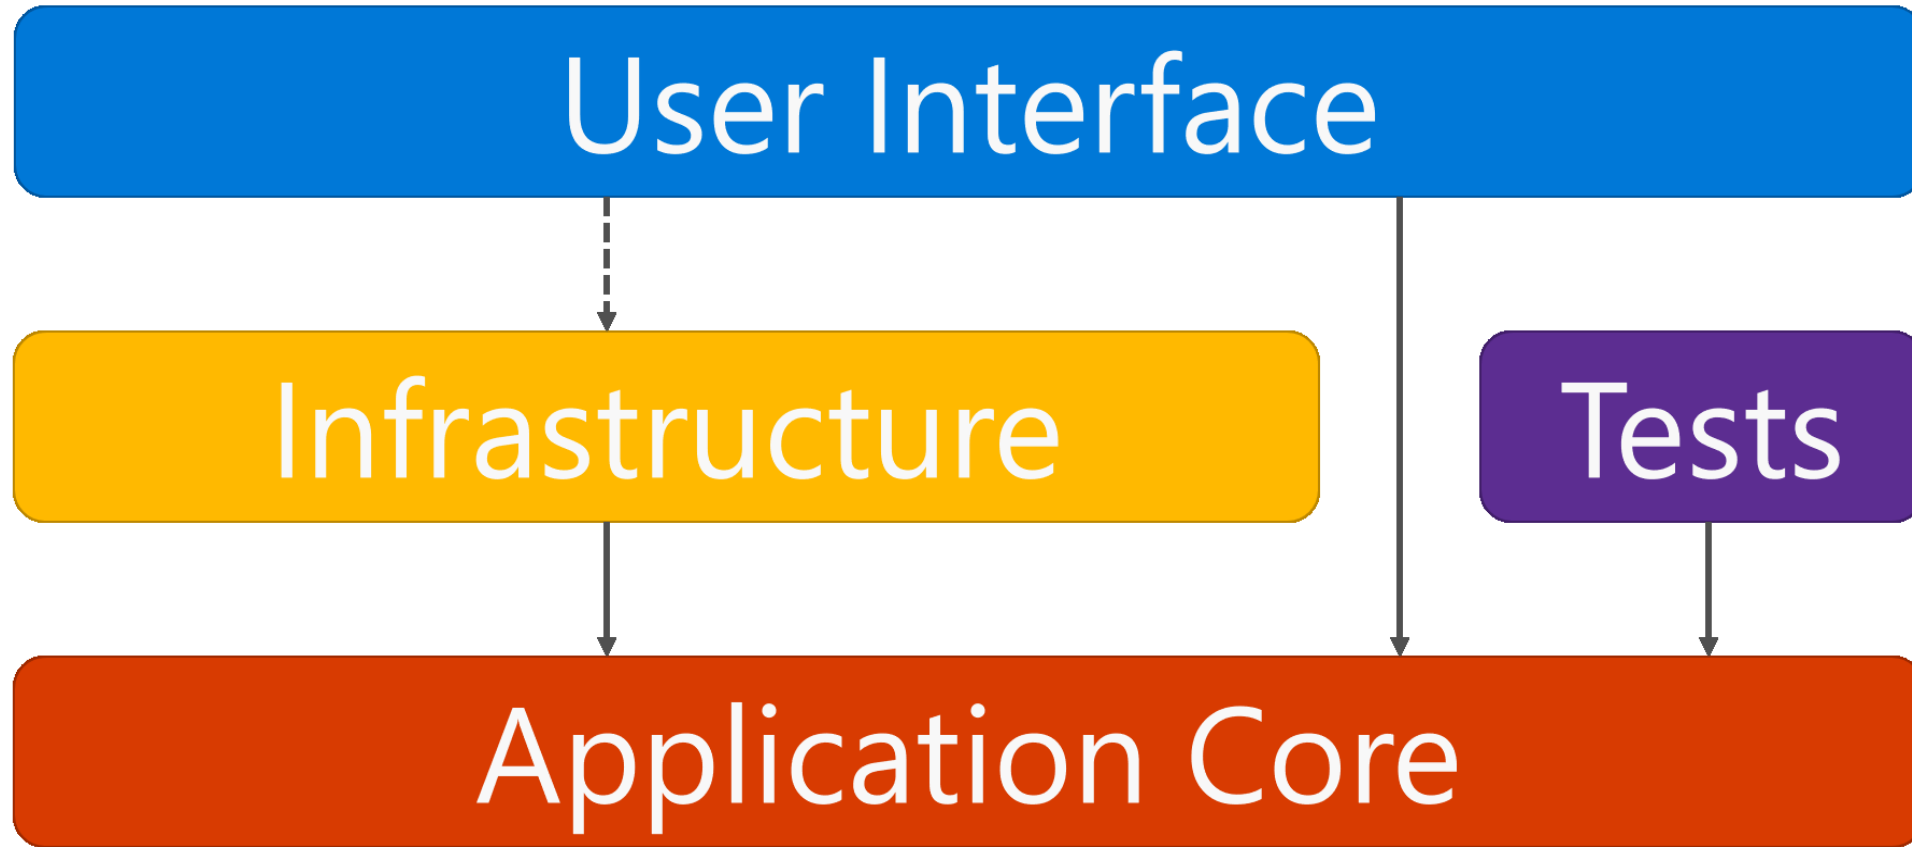 User Interface
Infrastructure
Tests
Application Core